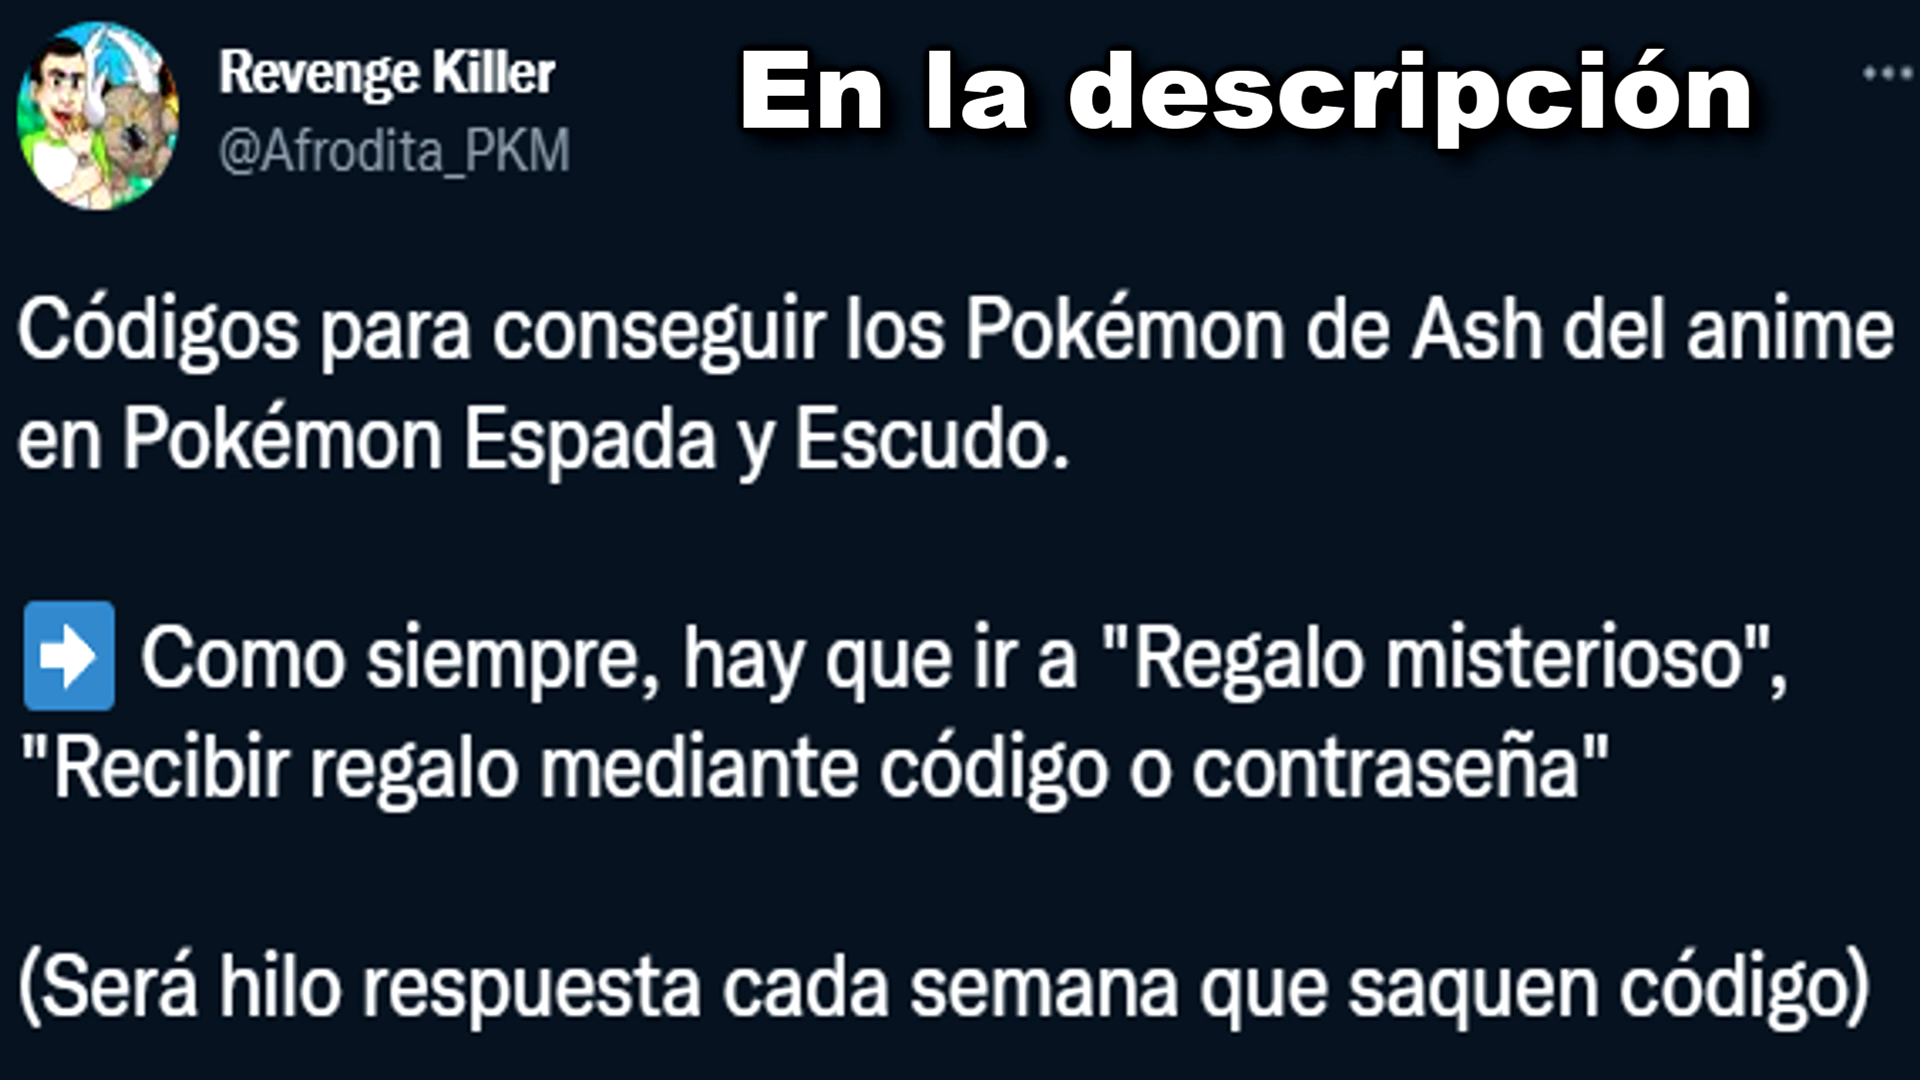 Revenge Killer
En la descripción
@Afrodita_PKM
Códigos para conseguir los Pokémon de Ash del anime
en Pokémon Espada y Escudo.
Como siempre, hay que ir a "Regalo misterioso",
"Recibir regalo mediante código o contraseña"
(Será hilo respuesta cada semana que saquen código)